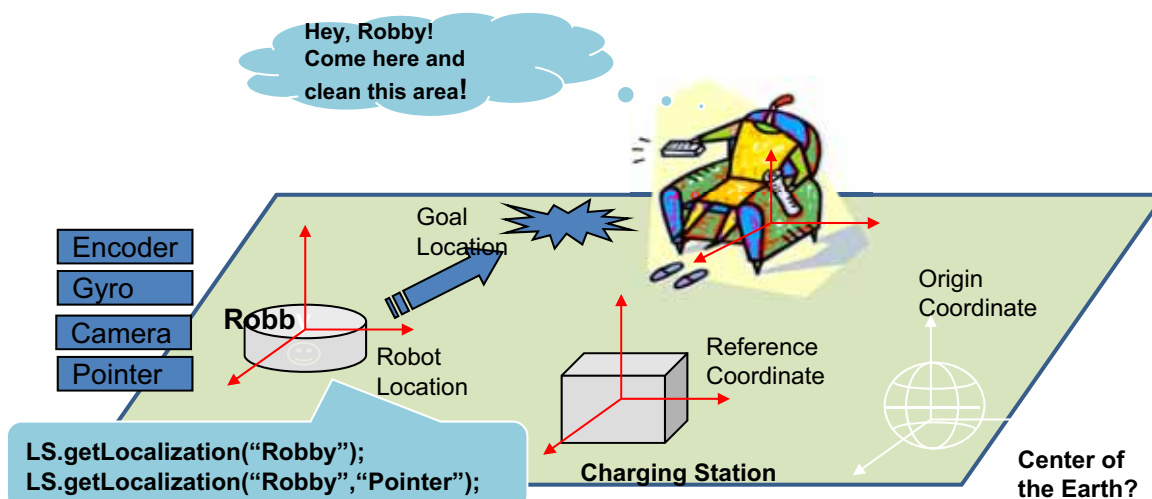 Hey, Robby!
Come here and
clean this area!
Goal
Location
Encoder
Gyro
Camera
Pointer
Robb
Robot
Location
Origin
Coordinate
Reference
Coordinate
LS.getLocalization(“Robby”);
LS.getLocalization(“Robby”,“Pointer”);
Charging Station
Center of
the Earth?